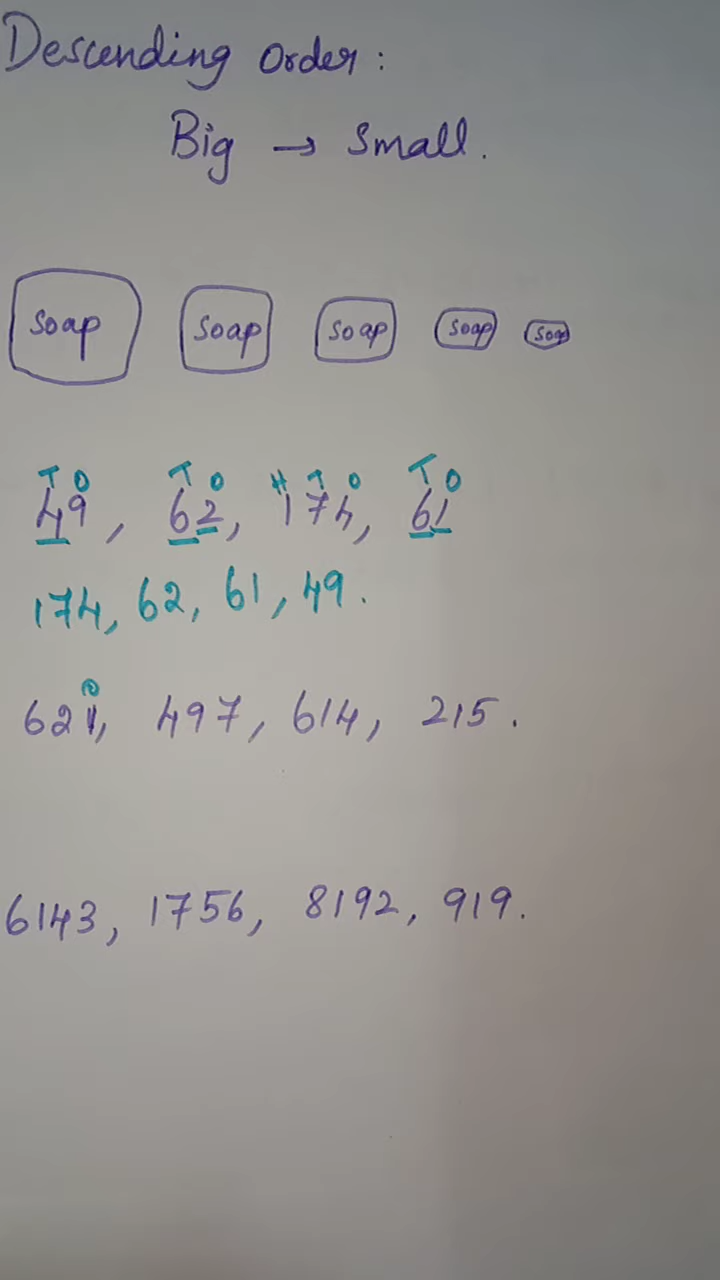 Descending Order:
Big → Small.
Soap Soap Soap Soap Soap
T O T O H T O T O
49, 62, 174, 61
174, 62, 61, 49.
O
621, 497, 614, 215.
6143, 1756, 8192, 919.